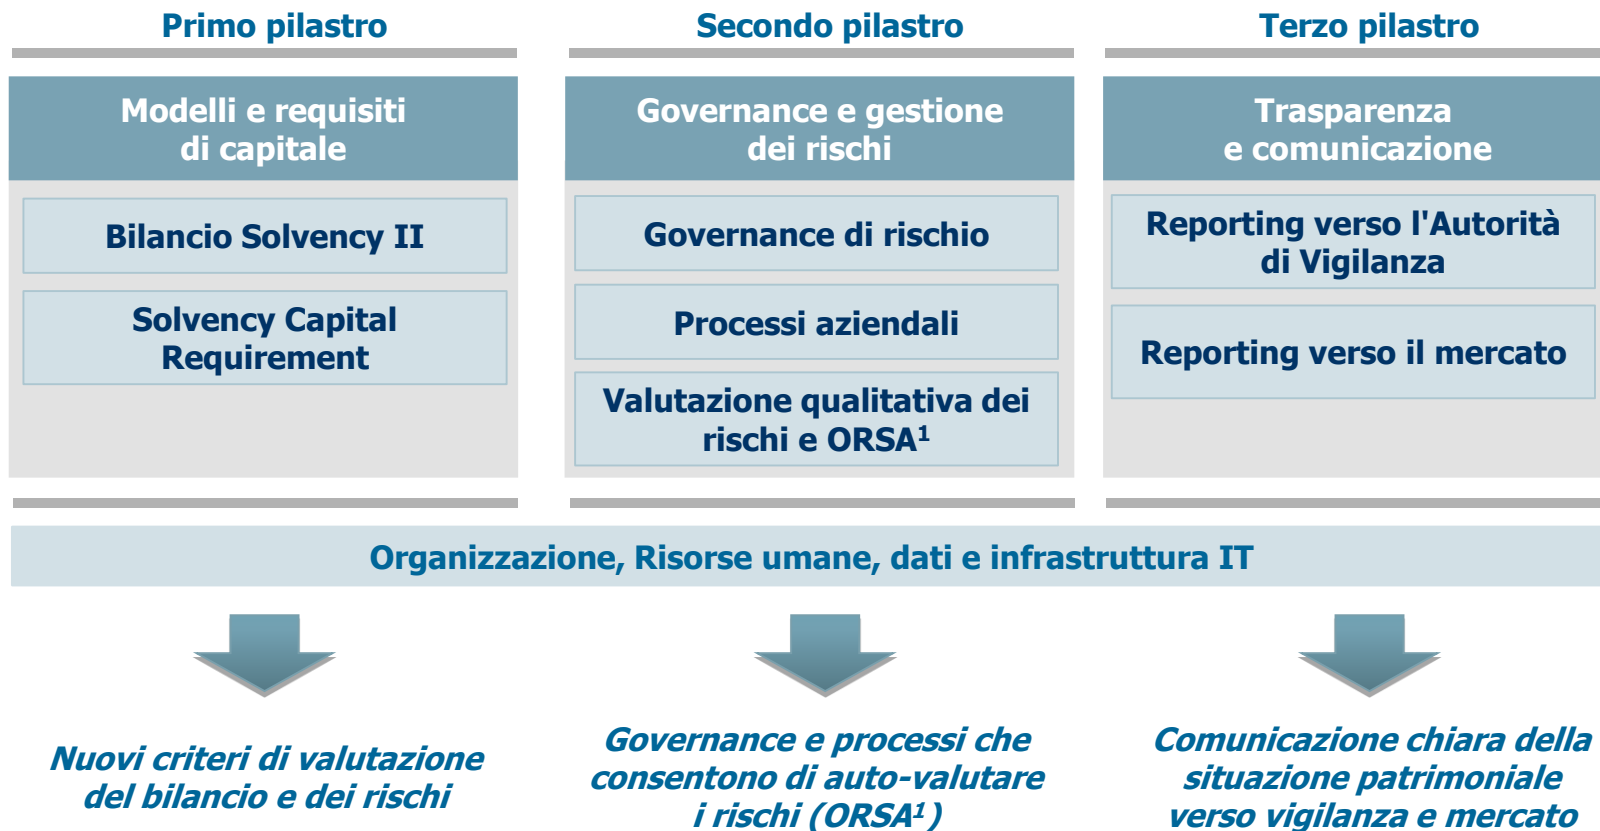 Primo pilastro
Modelli e requisiti
di capitale
Bilancio Solvency II
Solvency Capital
Requirement
Secondo pilastro
Governance e gestione
dei rischi
Governance di rischio
Processi aziendali
Valutazione qualitativa dei
rischi e ORSA¹
Terzo pilastro
Trasparenza
e comunicazione
Reporting verso l'Autorità
di Vigilanza
Reporting verso il mercato
Organizzazione, Risorse umane, dati e infrastruttura IT
Nuovi criteri di valutazione
del bilancio e dei rischi
Governance e processi che
consentono di auto-valutare
i rischi (ORSA¹)
Comunicazione chiara della
situazione patrimoniale
verso vigilanza e mercato